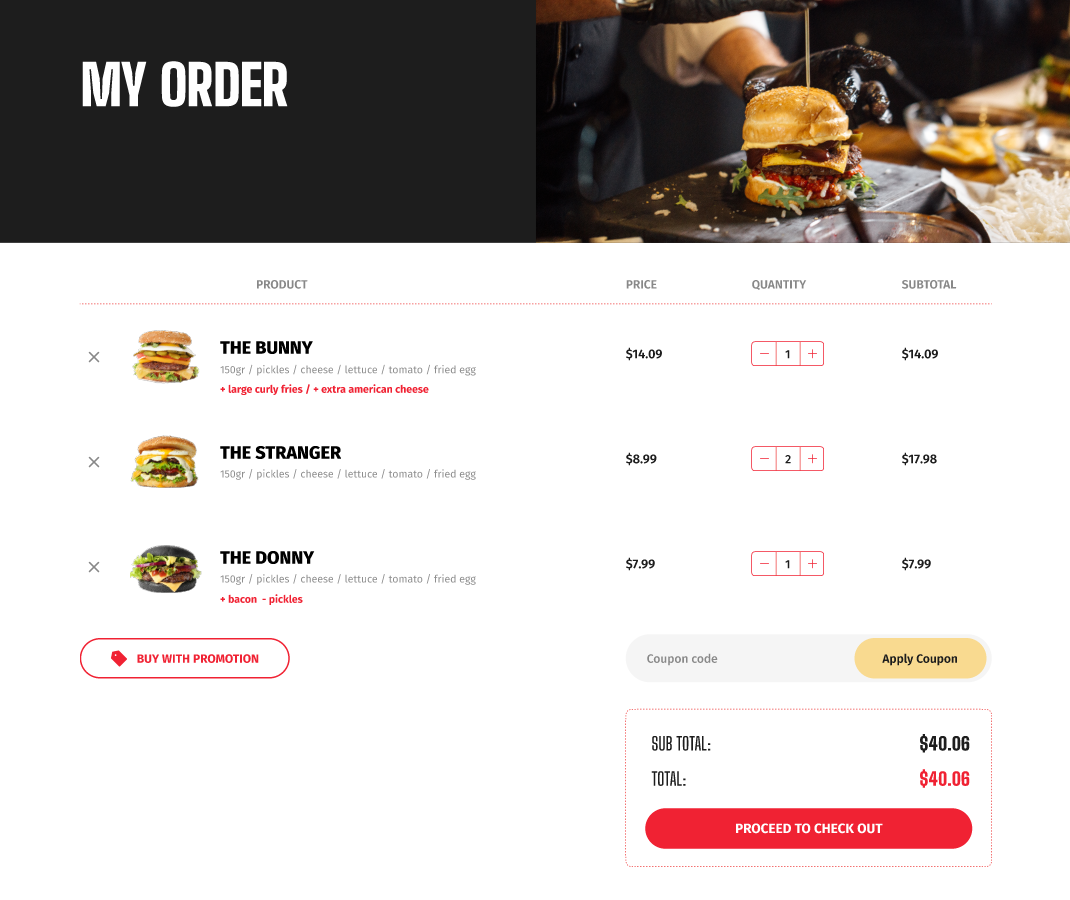 MY ORDER
PRODUCT PRICE QUANTITY SUBTOTAL
THE BUNNY
150gr / pickles / cheese / lettuce / tomato / fried egg
+ large curly fries / + extra american cheese
$14.09 1 $14.09
THE STRANGER
150gr / pickles / cheese / lettuce / tomato / fried egg
$8.99 2 $17.98
THE DONNY
150gr / pickles / cheese / lettuce / tomato / fried egg
+ bacon - pickles
$7.99 1 $7.99
BUY WITH PROMOTION
Coupon code Apply Coupon
SUB TOTAL: $40.06
TOTAL: $40.06
PROCEED TO CHECK OUT